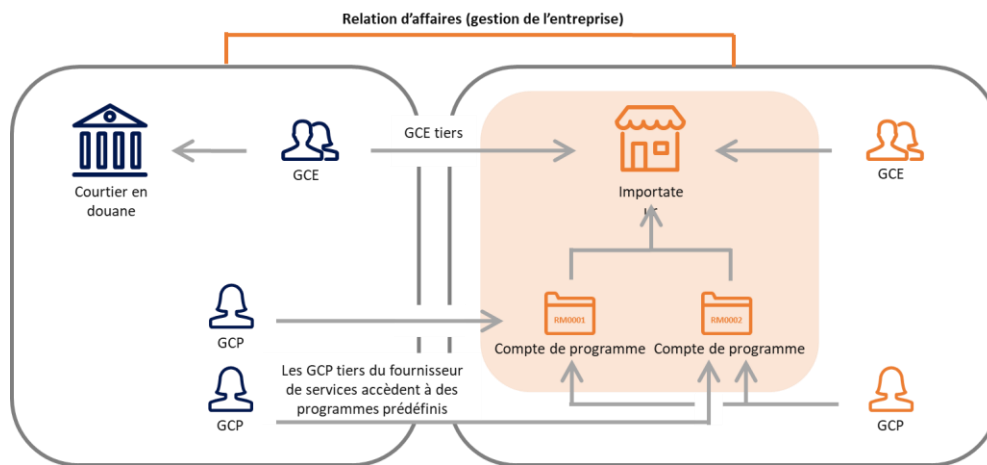 Relation d’affaires (gestion de l’entreprise)
GCE tiers
GCE
Courtier en
douane
Importate
ur
GCE
RM0001
RM0002
GCP
Compte de programme
Compte de programme
Les GCP tiers du fournisseur
de services accèdent à des
programmes prédéfinis
GCP
GCP